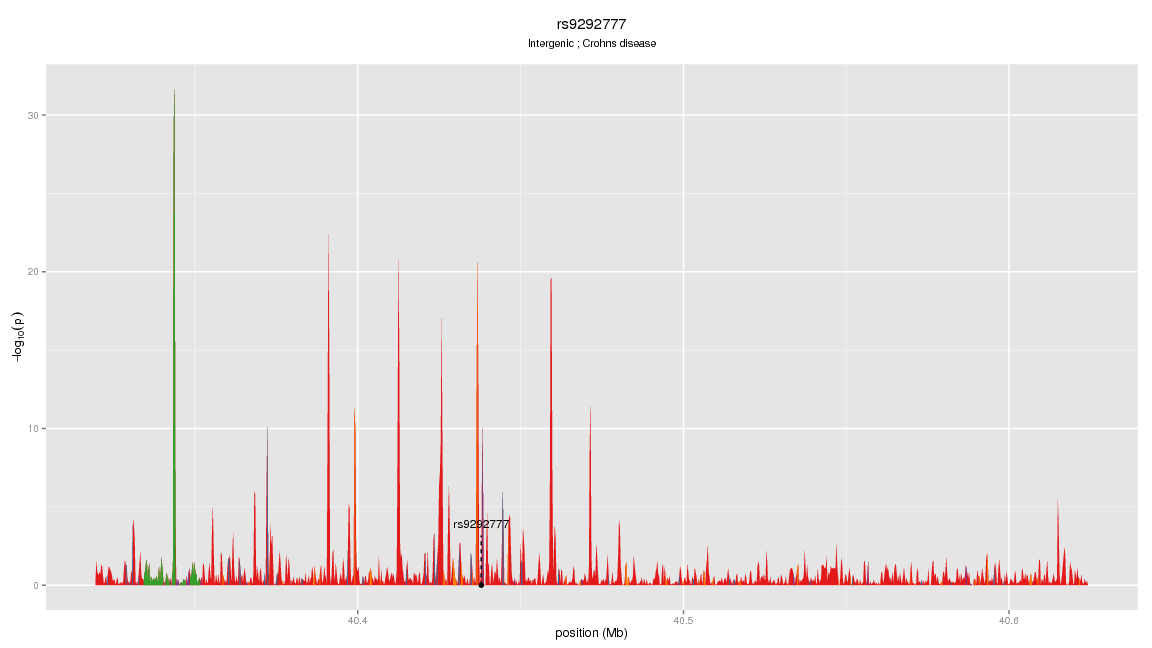 rs9292777
Intergenic ; Crohns disease
30
20
10
0
−log10(p)
rs9292777
40.4
40.5
40.6
position (Mb)